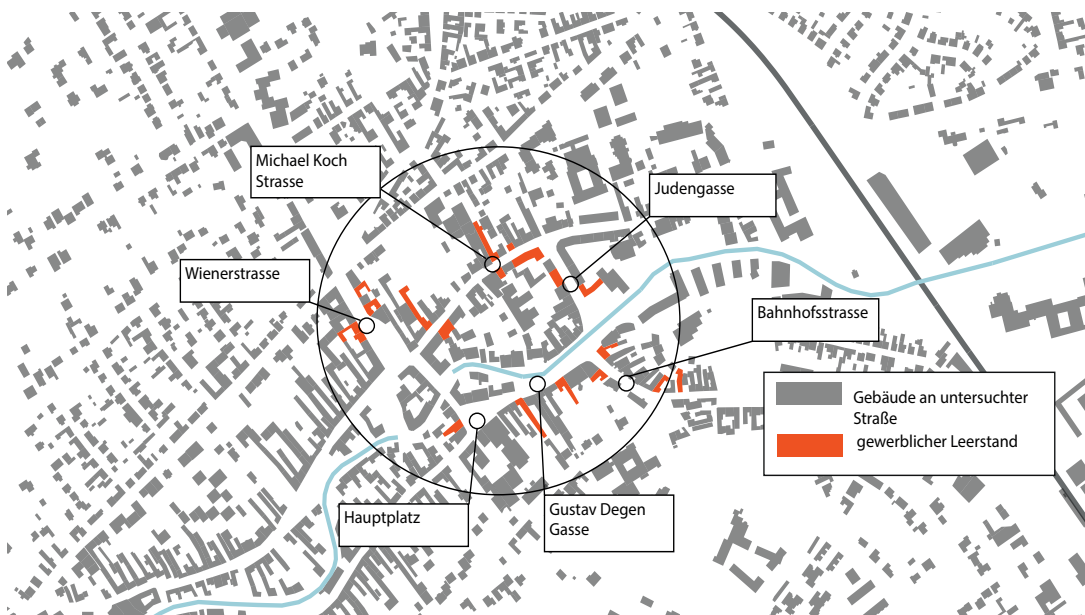 Michael Koch
Strasse
Judengasse
Wienerstrasse
Bahnhofsstrasse
Gebäude an untersuchter
Straße
gewerblicher Leerstand
Hauptplatz
Gustav Degen
Gasse